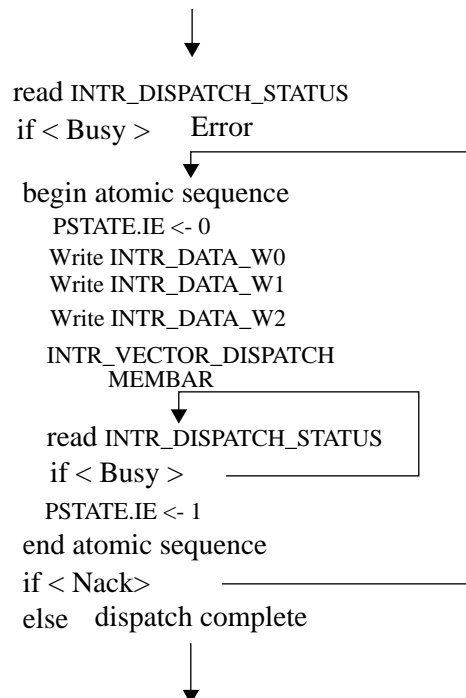 read INTR_DISPATCH_STATUS
if < Busy > Error
begin atomic sequence
PSTATE.IE <- 0
Write INTR_DATA_W0
Write INTR_DATA_W1
Write INTR_DATA_W2
INTR_VECTOR_DISPATCH
MEMBAR
read INTR_DISPATCH_STATUS
if < Busy >
PSTATE.IE <- 1
end atomic sequence
if < Nack>
else dispatch complete